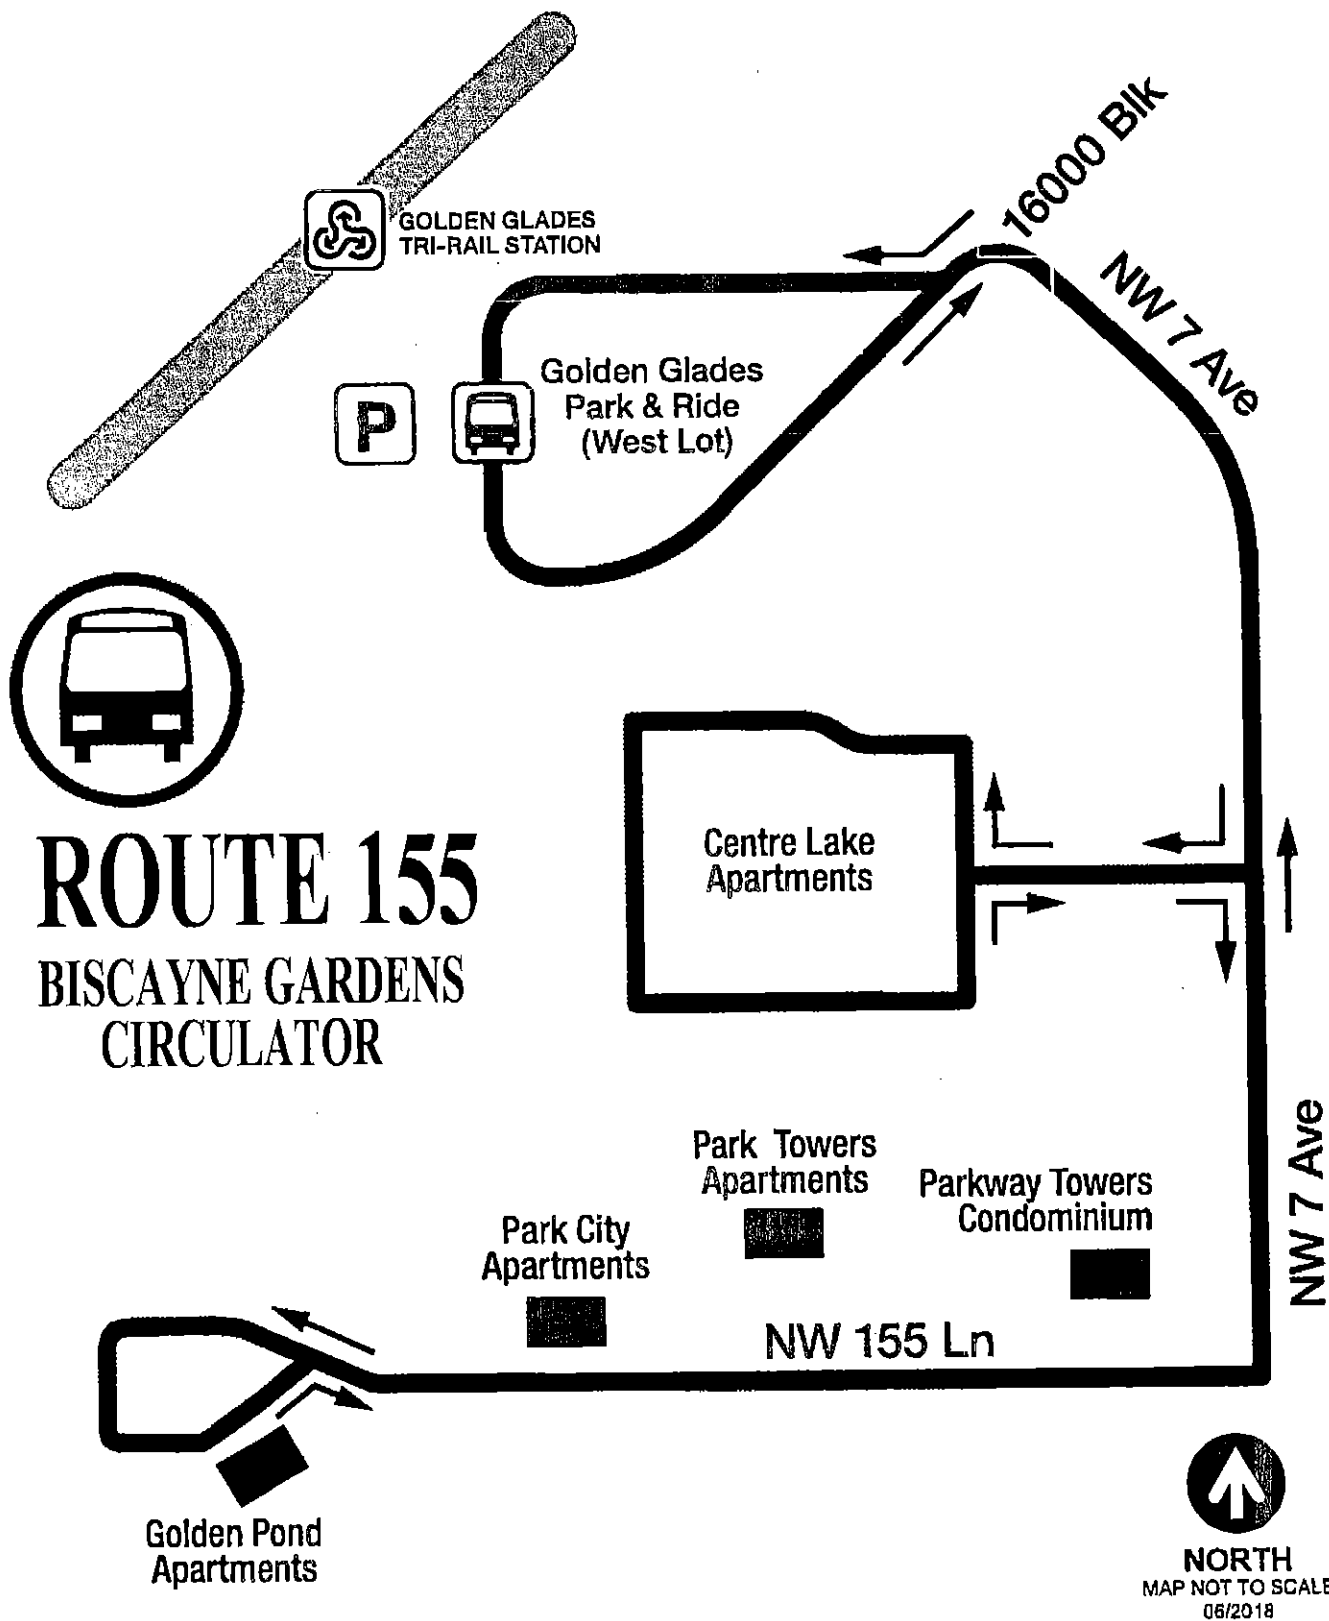 16000 Blk
GOLDEN GLADES
TRI-RAIL STATION
NW 7 Ave
P
Golden Glades
Park & Ride
(West Lot)
ROUTE 155
BISCAYNE GARDENS
CIRCULATOR
Centre Lake
Apartments
Park Towers
Apartments
Parkway Towers
Condominium
NW 7 Ave
Park City
Apartments
NW 155 Ln
Golden Pond
Apartments
NORTH
MAP NOT TO SCALE
06/2018